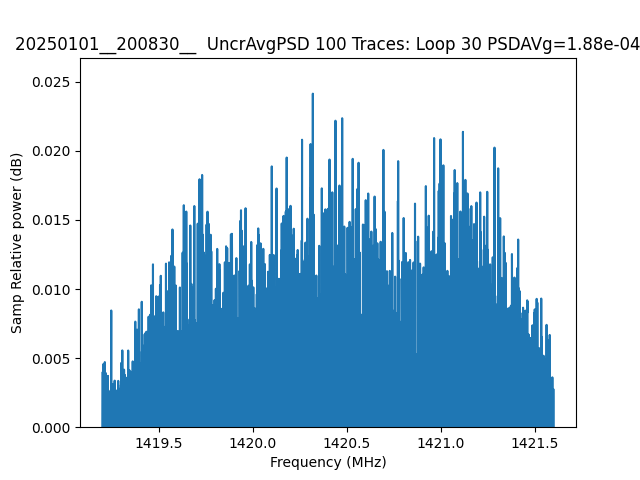 20250101__200830__ UncrAvgPSD 100 Traces: Loop 30 PSDAVg=1.88e-04
0.025
0.020
0.015
0.010
0.005
0.000
Samp Relative power (dB)
1419.5 1420.0 1420.5 1421.0 1421.5
Frequency (MHz)